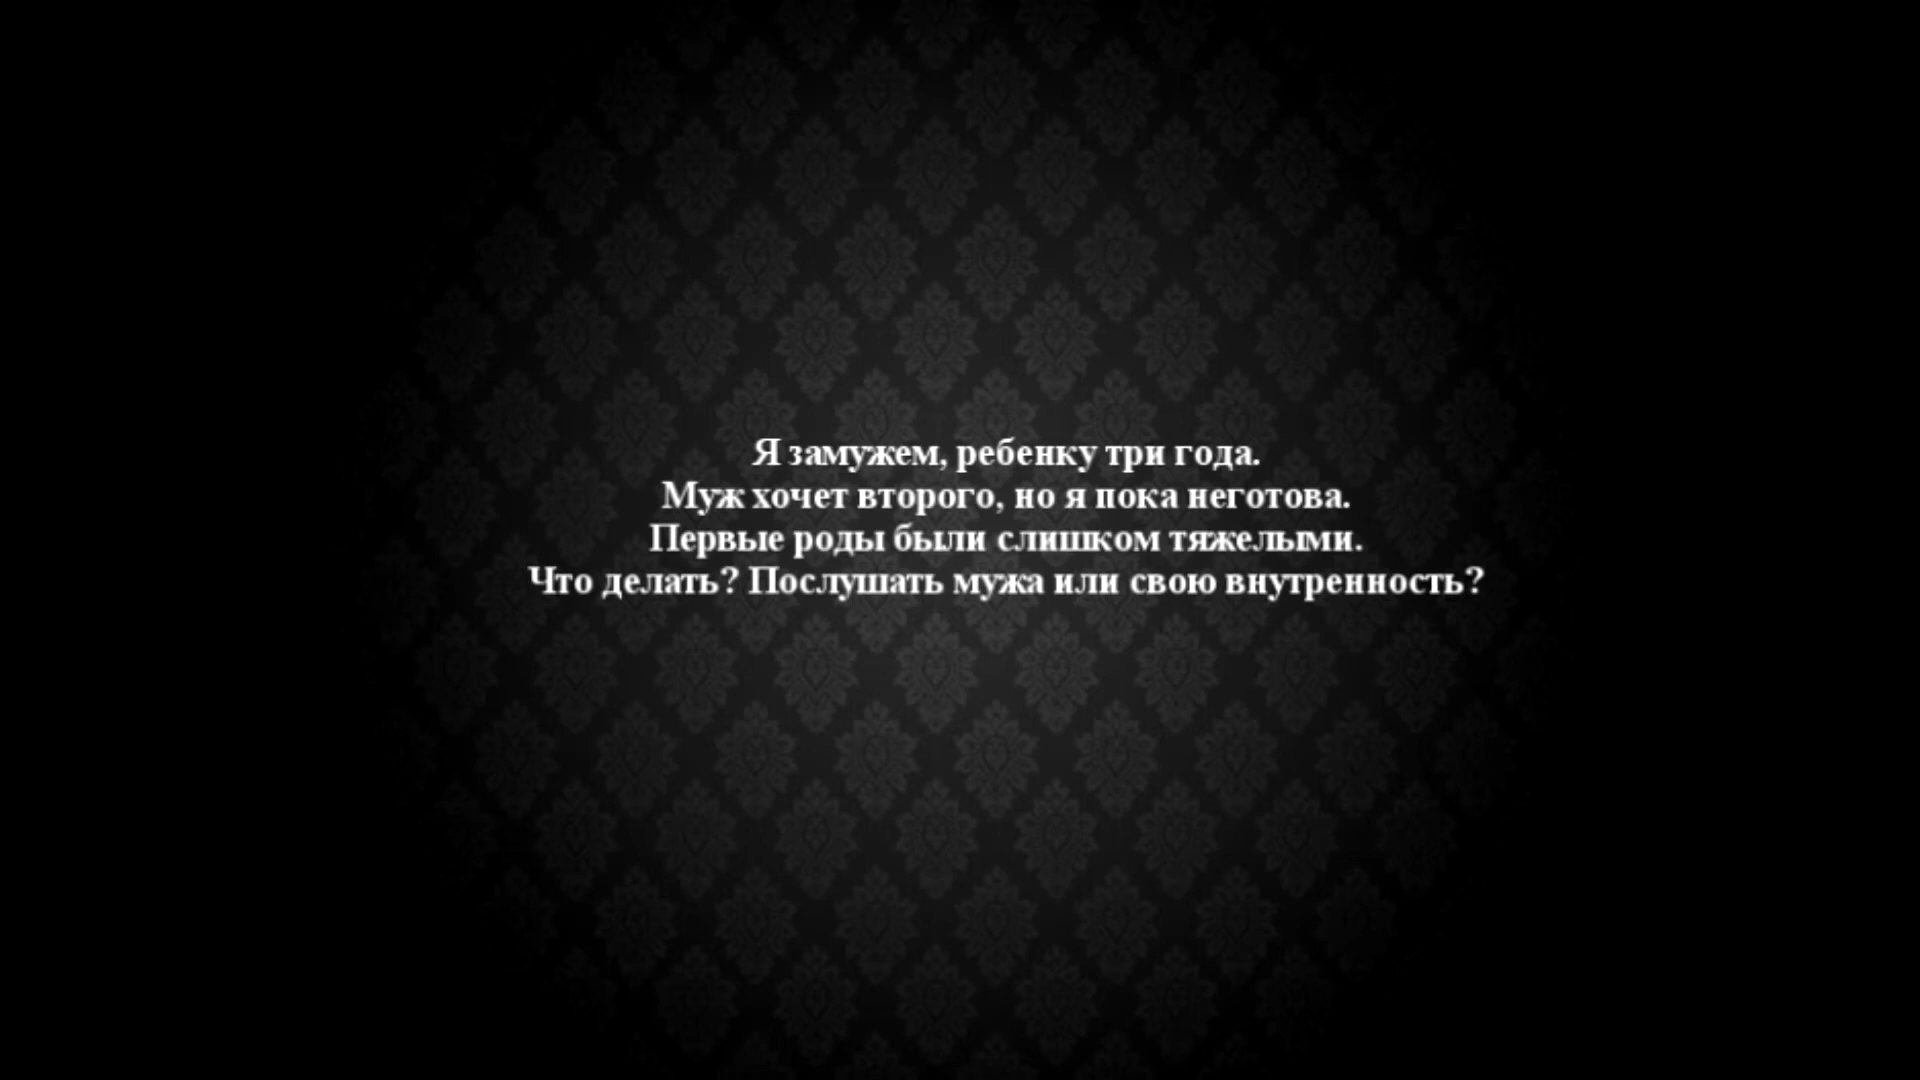 Я замужем, ребенку три года.
Муж хочет второго, но я пока неготова.
Первые роды были слишком тяжелыми.
Что делать? Послушать мужа или свою внутренность?